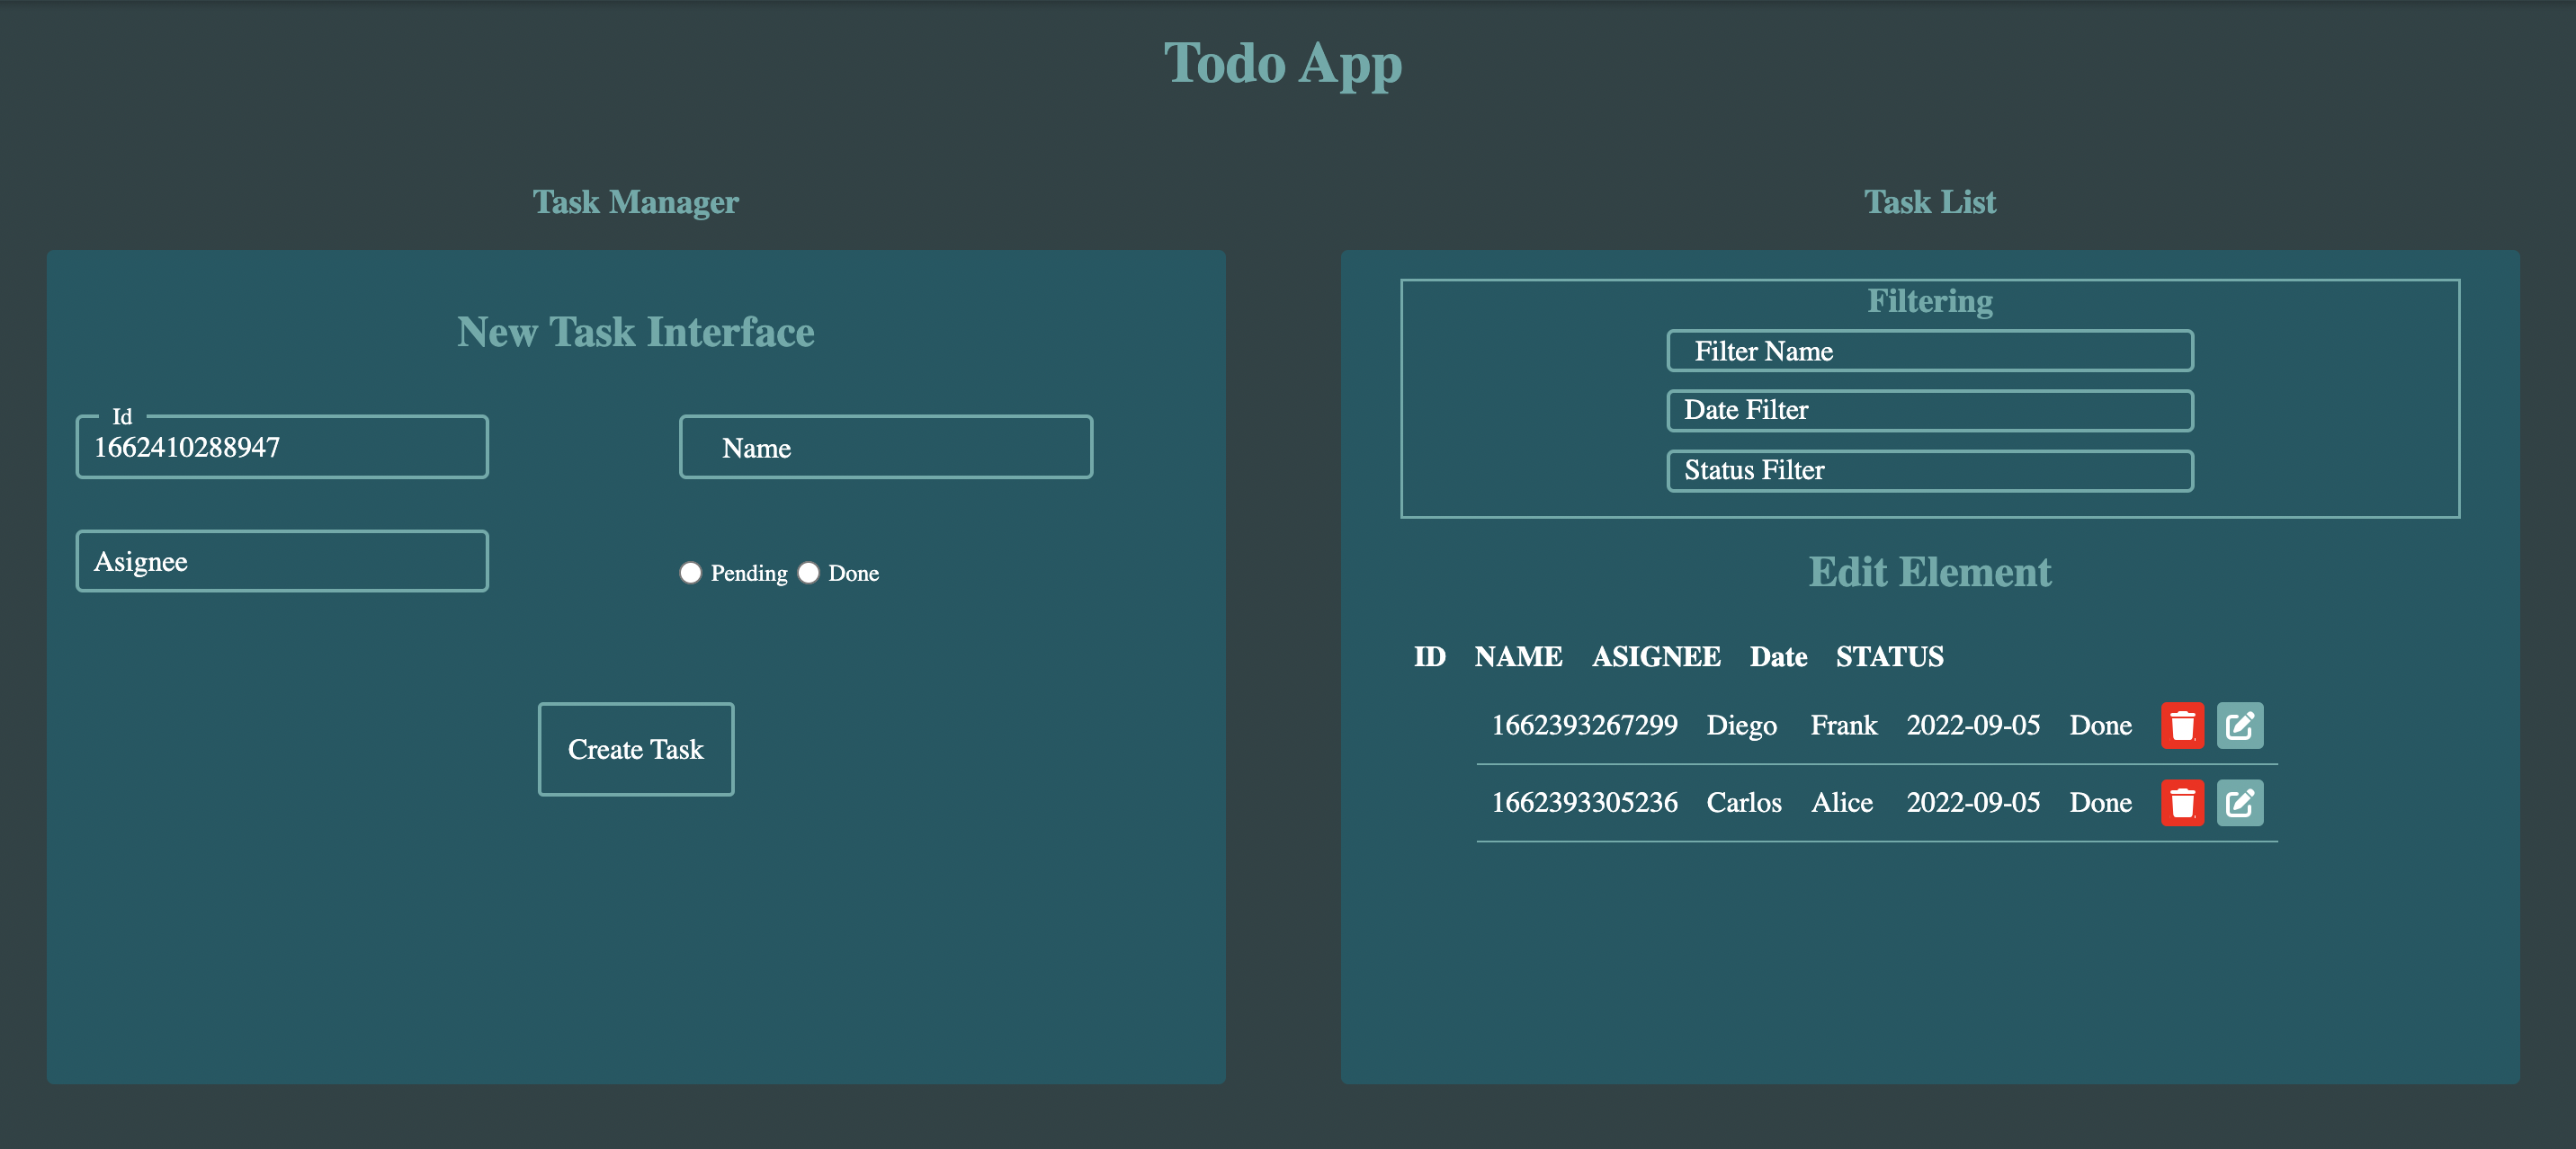 Todo App
Task Manager
New Task Interface
Id
1662410288947
Name
Asignee
Pending Done
Create Task
Task List
Filtering
Filter Name
Date Filter
Status Filter
Edit Element
ID NAME ASIGNEE Date STATUS
1662393267299 Diego Frank 2022-09-05 Done
1662393305236 Carlos Alice 2022-09-05 Done